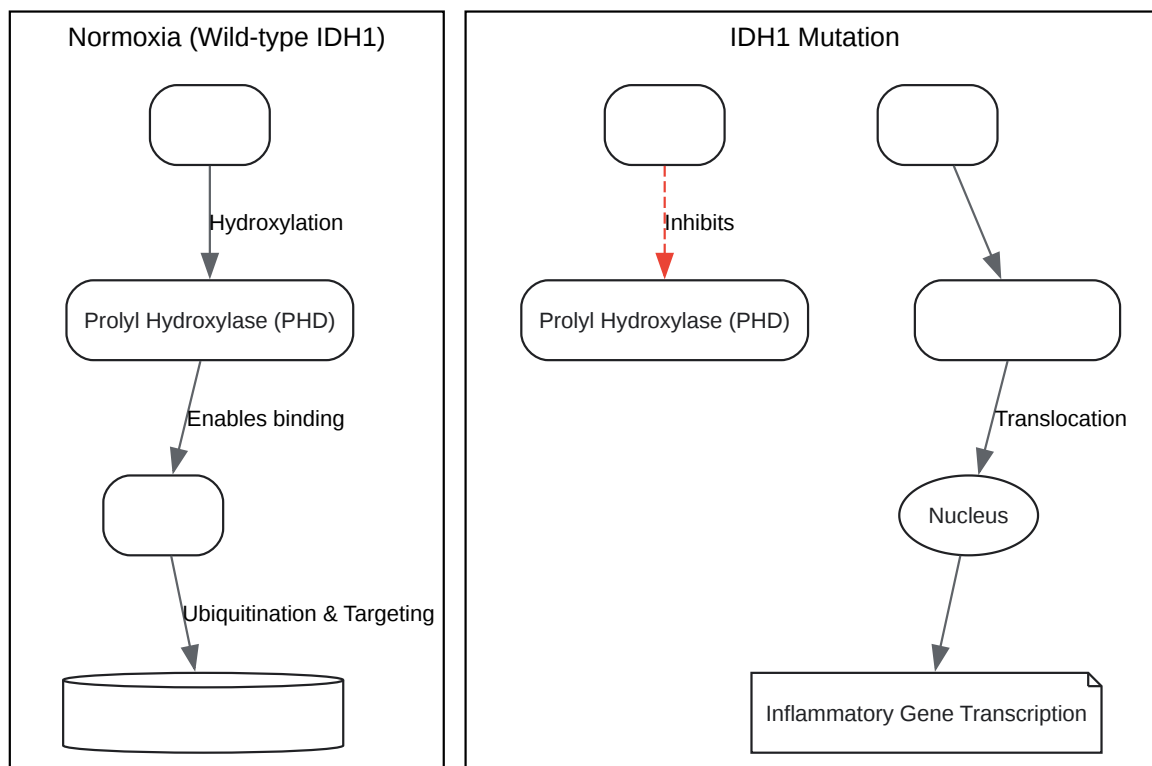 Normoxia (Wild-type IDH1)
Hydroxylation
Prolyl Hydroxylase (PHD)
Enables binding
Ubiquitination & Targeting
IDH1 Mutation
Inhibits
Prolyl Hydroxylase (PHD)
Translocation
Nucleus
Inflammatory Gene Transcription